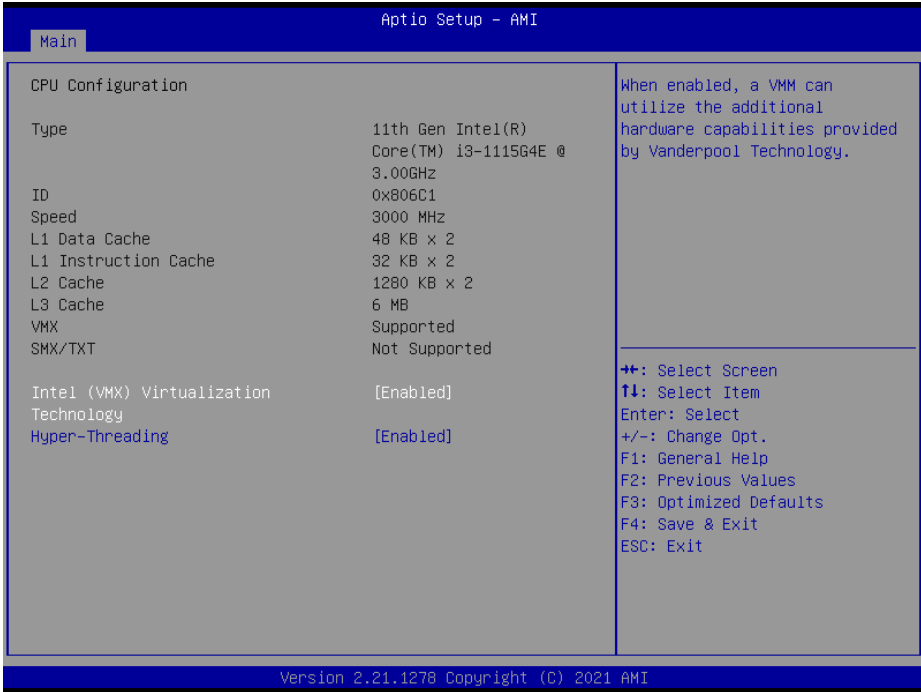 Aptio Setup – AMI
Main
CPU Configuration
Type 11th Gen Intel(R)
Core(TM) i3-1115G4E @
3.00GHz
ID 0x806C1
Speed 3000 MHz
L1 Data Cache 48 KB x 2
L1 Instruction Cache 32 KB x 2
L2 Cache 1280 KB x 2
L3 Cache 6 MB
VMX Supported
SMX/TXT Not Supported
Intel (VMX) Virtualization [Enabled]
Technology
Hyper-Threading [Enabled]
When enabled, a VMM can
utilize the additional
hardware capabilities provided
by Vanderpool Technology.
→←: Select Screen
↑↓: Select Item
Enter: Select
+/-: Change Opt.
F1: General Help
F2: Previous Values
F3: Optimized Defaults
F4: Save & Exit
ESC: Exit
Version 2.21.1278 Copyright (C) 2021 AMI